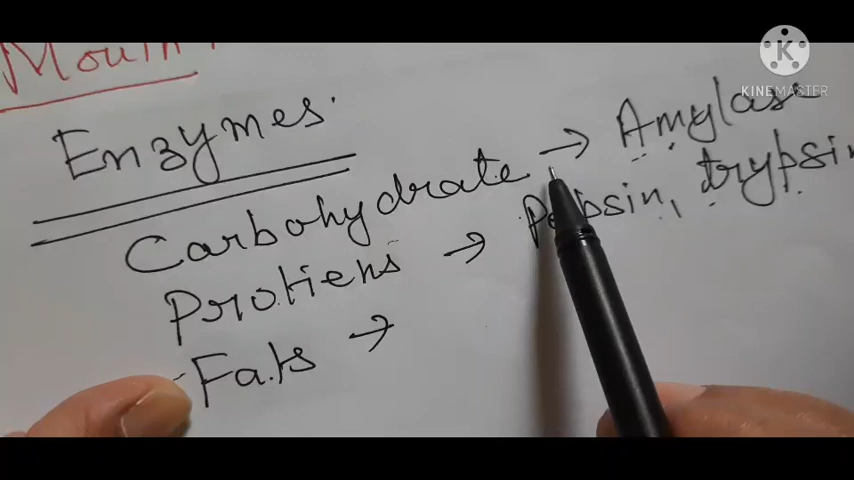 Mouth
Enzymes.
Carbohydrate → Amylase
Protiens → Pepsin, trypsin
Fats →
KINEMASTER